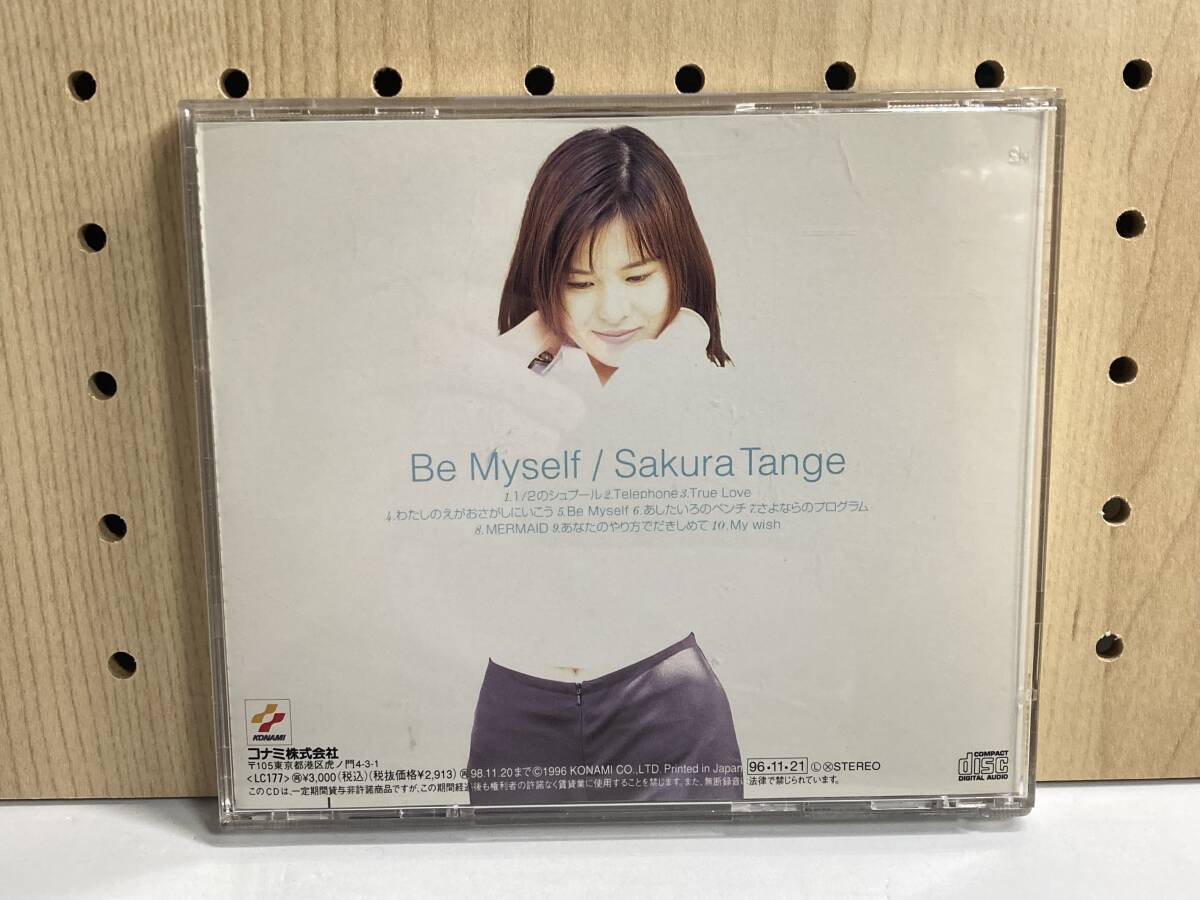 Be Myself / Sakura Tange
1.1/2のシュプール 2.Telephone 3.True Love
4.わたしのえがおさがしにいこう 5.Be Myself 6.あしたいろのベンチ 7.さよならのプログラム
8.MERMAID 9.あなたのやり方でだきしめて 10.My wish
KONAMI
コナミ株式会社
〒105東京都港区虎ノ門4-3-1
<LC177> ¥3,000(税込)(税抜価格¥2,913) 98.11.20まで ©1996 KONAMI CO.,LTD. Printed in Japan 96・11・21 Ⓛ Ⓧ STEREO
このCDは、一定期間貸与非許諾商品ですが、この期間経過後も権利者の許諾なく賃貸業に使用することを禁じます。また、無断録音は法律で禁じられています。
COMPACT
disc
DIGITAL AUDIO